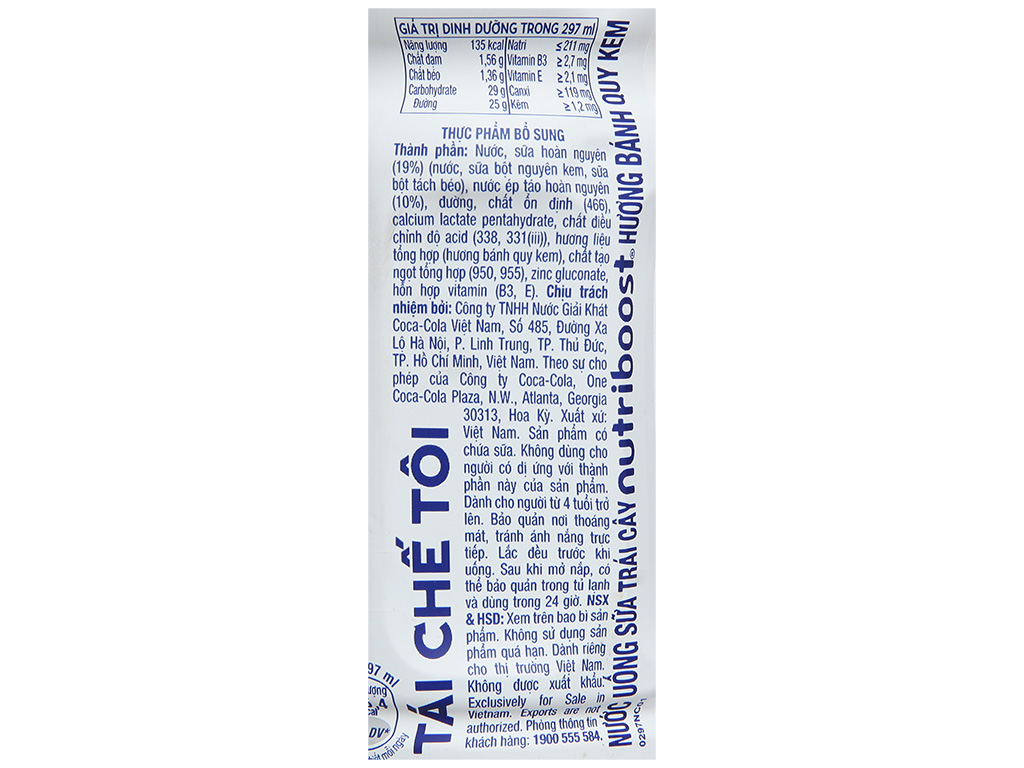 GIÁ TRỊ DINH DƯỠNG TRONG 297 ml
Năng lượng 135 kcal Natri ≤ 211 mg
Chất đạm 1,56 g Vitamin B3 ≥ 2,7 mg
Chất béo 1,36 g Vitamin E ≥ 2,1 mg
Carbohydrate 29 g Canxi ≥ 119 mg
Đường 25 g Kẽm ≥ 1,2 mg
THỰC PHẨM BỔ SUNG
Thành phần: Nước, sữa hoàn nguyên
(19%) (nước, sữa bột nguyên kem, sữa
bột tách béo), nước ép táo hoàn nguyên
(10%), đường, chất ổn định (466),
calcium lactate pentahydrate, chất điều
chỉnh độ acid (338, 331(iii)), hương liệu
tổng hợp (hương bánh quy kem), chất tạo
ngọt tổng hợp (950, 955), zinc gluconate,
hỗn hợp vitamin (B3, E). Chịu trách
nhiệm bởi: Công ty TNHH Nước Giải Khát
Coca-Cola Việt Nam, Số 485, Đường Xa
Lộ Hà Nội, P. Linh Trung, TP. Thủ Đức,
TP. Hồ Chí Minh, Việt Nam. Theo sự cho
phép của Công ty Coca-Cola, One
Coca-Cola Plaza, N.W., Atlanta, Georgia
30313, Hoa Kỳ. Xuất xứ:
Việt Nam. Sản phẩm có
chứa sữa. Không dùng cho
người có dị ứng với thành
phần này của sản phẩm.
Dành cho người từ 4 tuổi trở
lên. Bảo quản nơi thoáng
mát, tránh ánh nắng trực
tiếp. Lắc đều trước khi
uống. Sau khi mở nắp, có
thể bảo quản trong tủ lạnh
và dùng trong 24 giờ. NSX
& HSD: Xem trên bao bì sản
phẩm. Không sử dụng sản
phẩm quá hạn. Dành riêng
cho thị trường Việt Nam.
Không được xuất khẩu.
Exclusively for Sale in
Vietnam. Exports are not
authorized. Phòng thông tin
khách hàng: 1900 555 584.
TÁI CHẾ TÔI
NƯỚC UỐNG SỮA TRÁI CÂY nutriboost® HƯƠNG BÁNH QUY KEM
97 ml
DV*
mỗi ngày